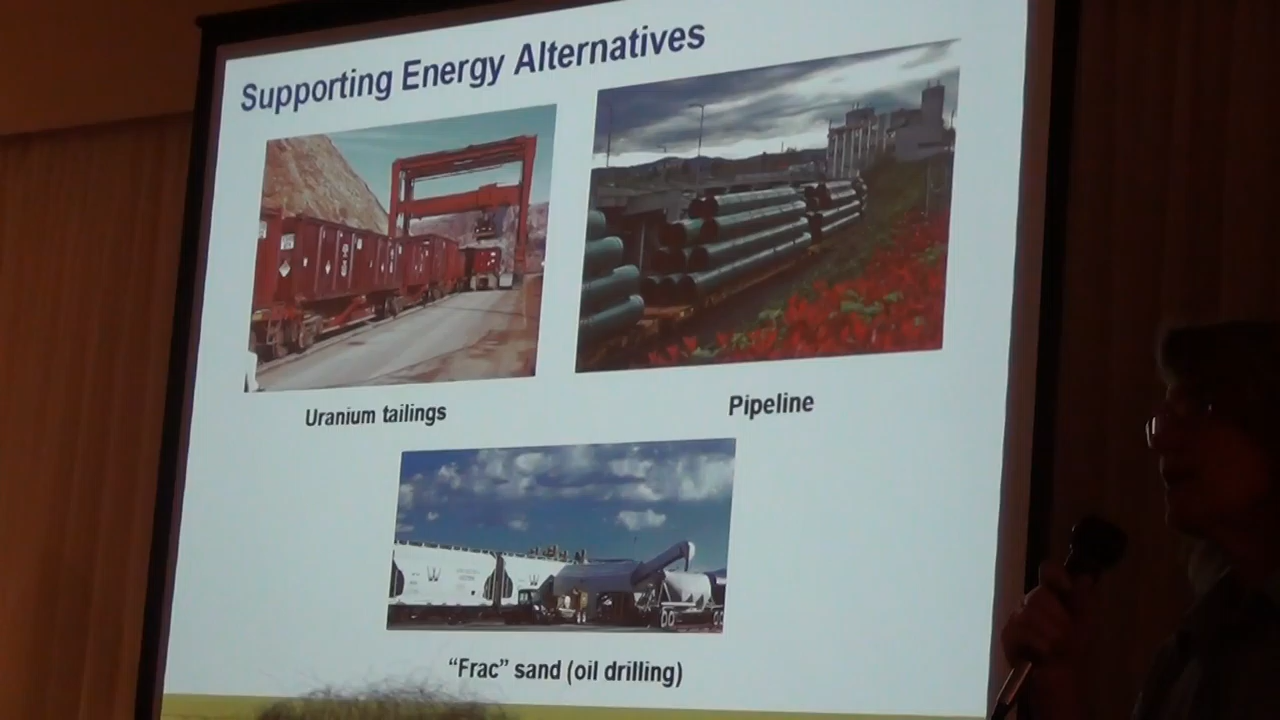 Supporting Energy Alternatives
Uranium tailings
Pipeline
“Frac” sand (oil drilling)